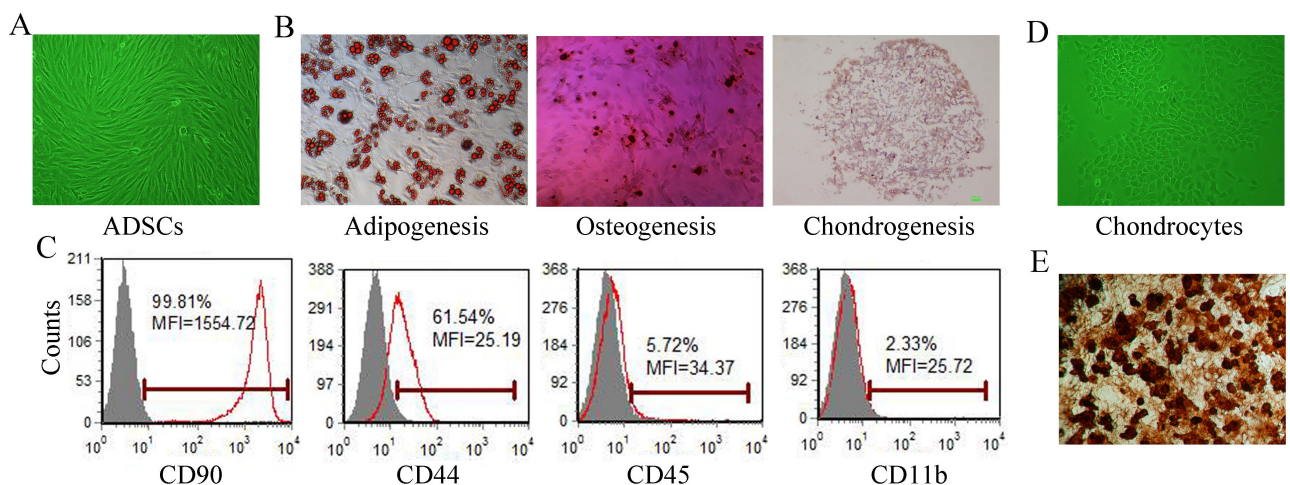 A
B
D
ADSCs
Adipogenesis
Osteogenesis
Chondrogenesis
Chondrocytes
C
E
Counts
211
158
106
53
0
99.81%
MFI=1554.72
10^0 10^1 10^2 10^3 10^4
CD90
388
291
194
97
0
61.54%
MFI=25.19
10^0 10^1 10^2 10^3 10^4
CD44
368
276
184
92
0
5.72%
MFI=34.37
10^0 10^1 10^2 10^3 10^4
CD45
368
276
184
92
0
2.33%
MFI=25.72
10^0 10^1 10^2 10^3 10^4
CD11b